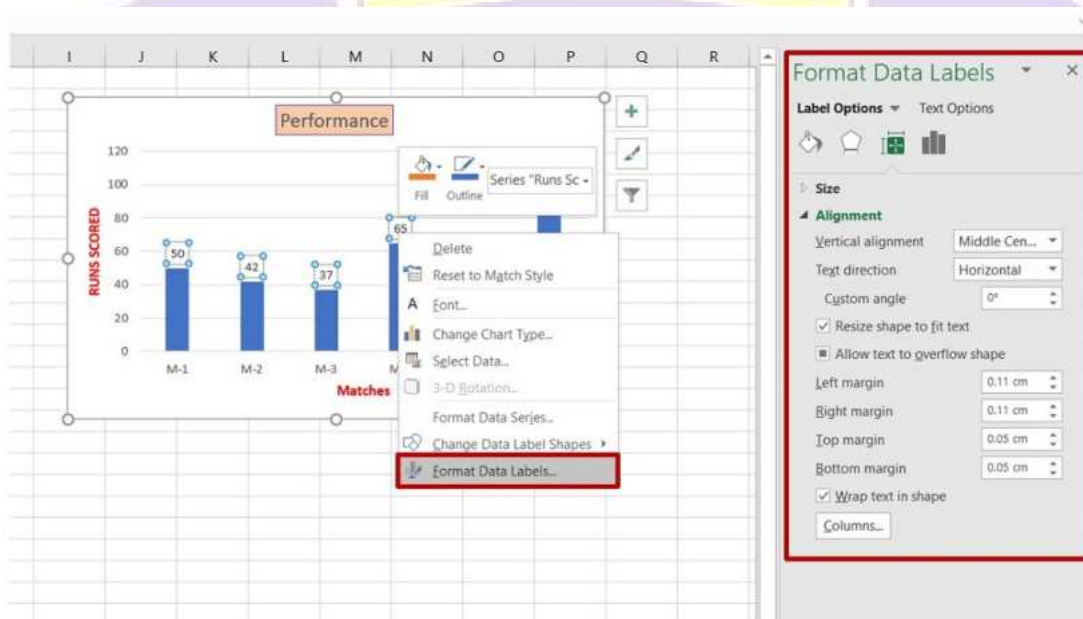 I J K L M N O P Q R
Performance
120
100
80
60
40
20
0
RUNS SCORED
50
42
37
65
M-1 M-2 M-3 M
Matches
Fill Outline
Series "Runs Sc
Delete
Reset to Match Style
A Font...
Change Chart Type...
Select Data...
3-D Rotation...
Format Data Series...
Change Data Label Shapes
Format Data Labels...
Format Data Labels
Label Options Text Options
Size
Alignment
Vertical alignment Middle Cen...
Text direction Horizontal
Custom angle 0°
Resize shape to fit text
Allow text to overflow shape
Left margin 0.11 cm
Right margin 0.11 cm
Top margin 0.05 cm
Bottom margin 0.05 cm
Wrap text in shape
Columns...